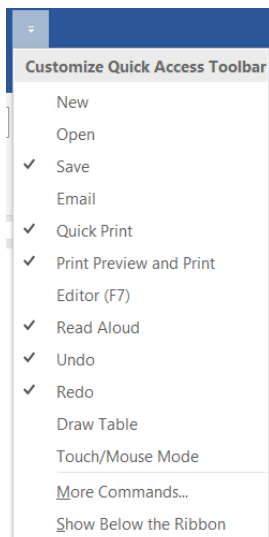 Customize Quick Access Toolbar
New
Open
Save
Email
Quick Print
Print Preview and Print
Editor (F7)
Read Aloud
Undo
Redo
Draw Table
Touch/Mouse Mode
More Commands...
Show Below the Ribbon